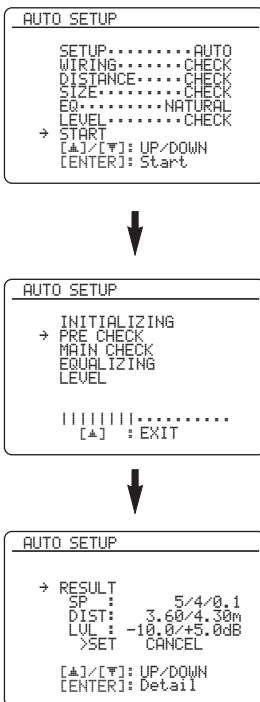 AUTO SETUP
SETUP·········AUTO
WIRING·······CHECK
DISTANCE·····CHECK
SIZE·········CHECK
EQ·········NATURAL
LEVEL········CHECK
→ START
[▲]/[▼]: UP/DOWN
[ENTER]: Start
AUTO SETUP
INITIALIZING
→ PRE CHECK
MAIN CHECK
EQUALIZING
LEVEL
||||||||··········
[▲] : EXIT
AUTO SETUP
→ RESULT
SP : 5/4/0.1
DIST: 3.60/4.30m
LVL : -10.0/+5.0dB
>SET CANCEL
[▲]/[▼]: UP/DOWN
[ENTER]: Detail